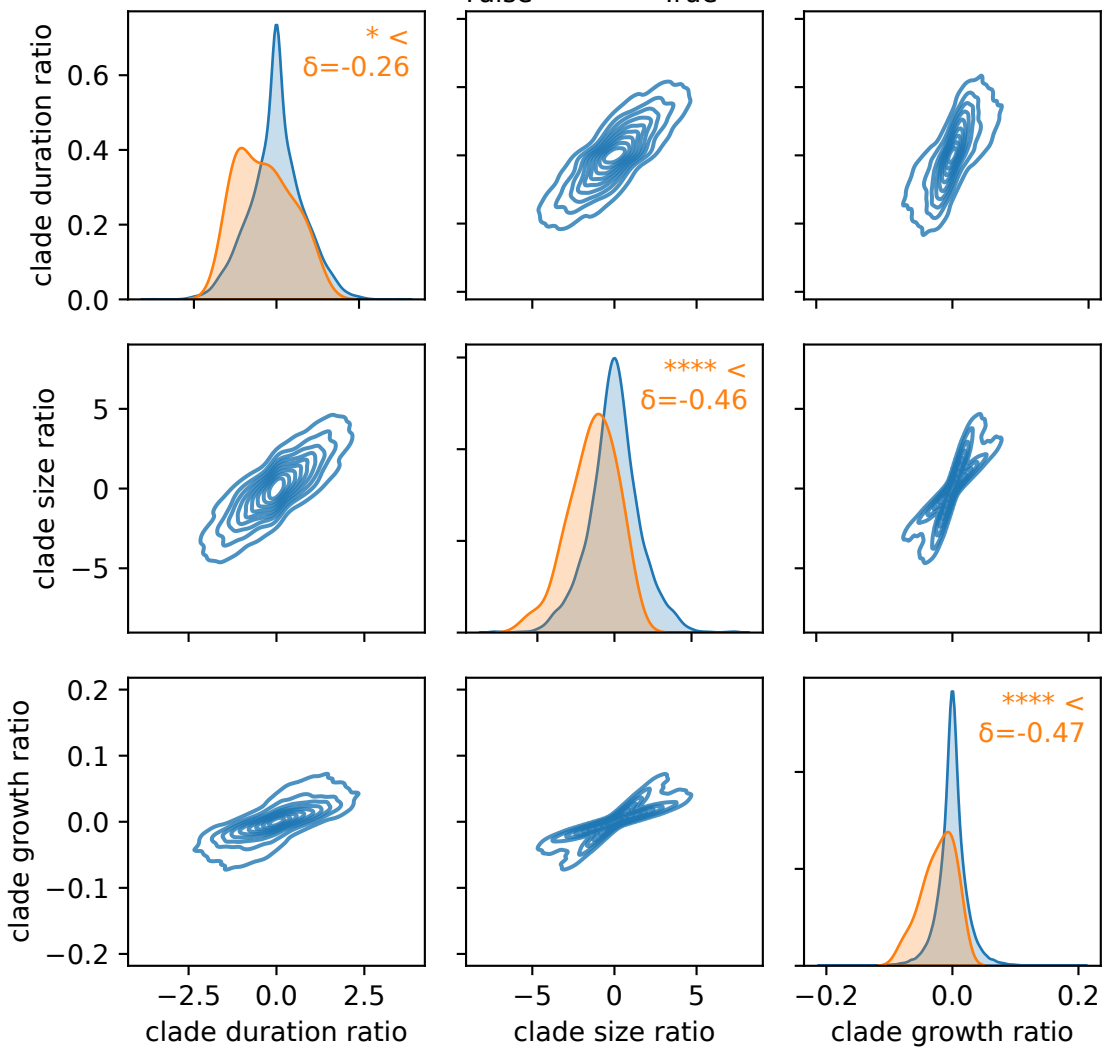 clade duration ratio
0.6
0.4
0.2
0.0
* <
δ=-0.26
clade size ratio
5
0
−5
**** <
δ=-0.46
clade growth ratio
0.2
0.1
0.0
−0.1
−0.2
**** <
δ=-0.47
−2.5 0.0 2.5
−5 0 5
−0.2 0.0 0.2
clade duration ratio
clade size ratio
clade growth ratio